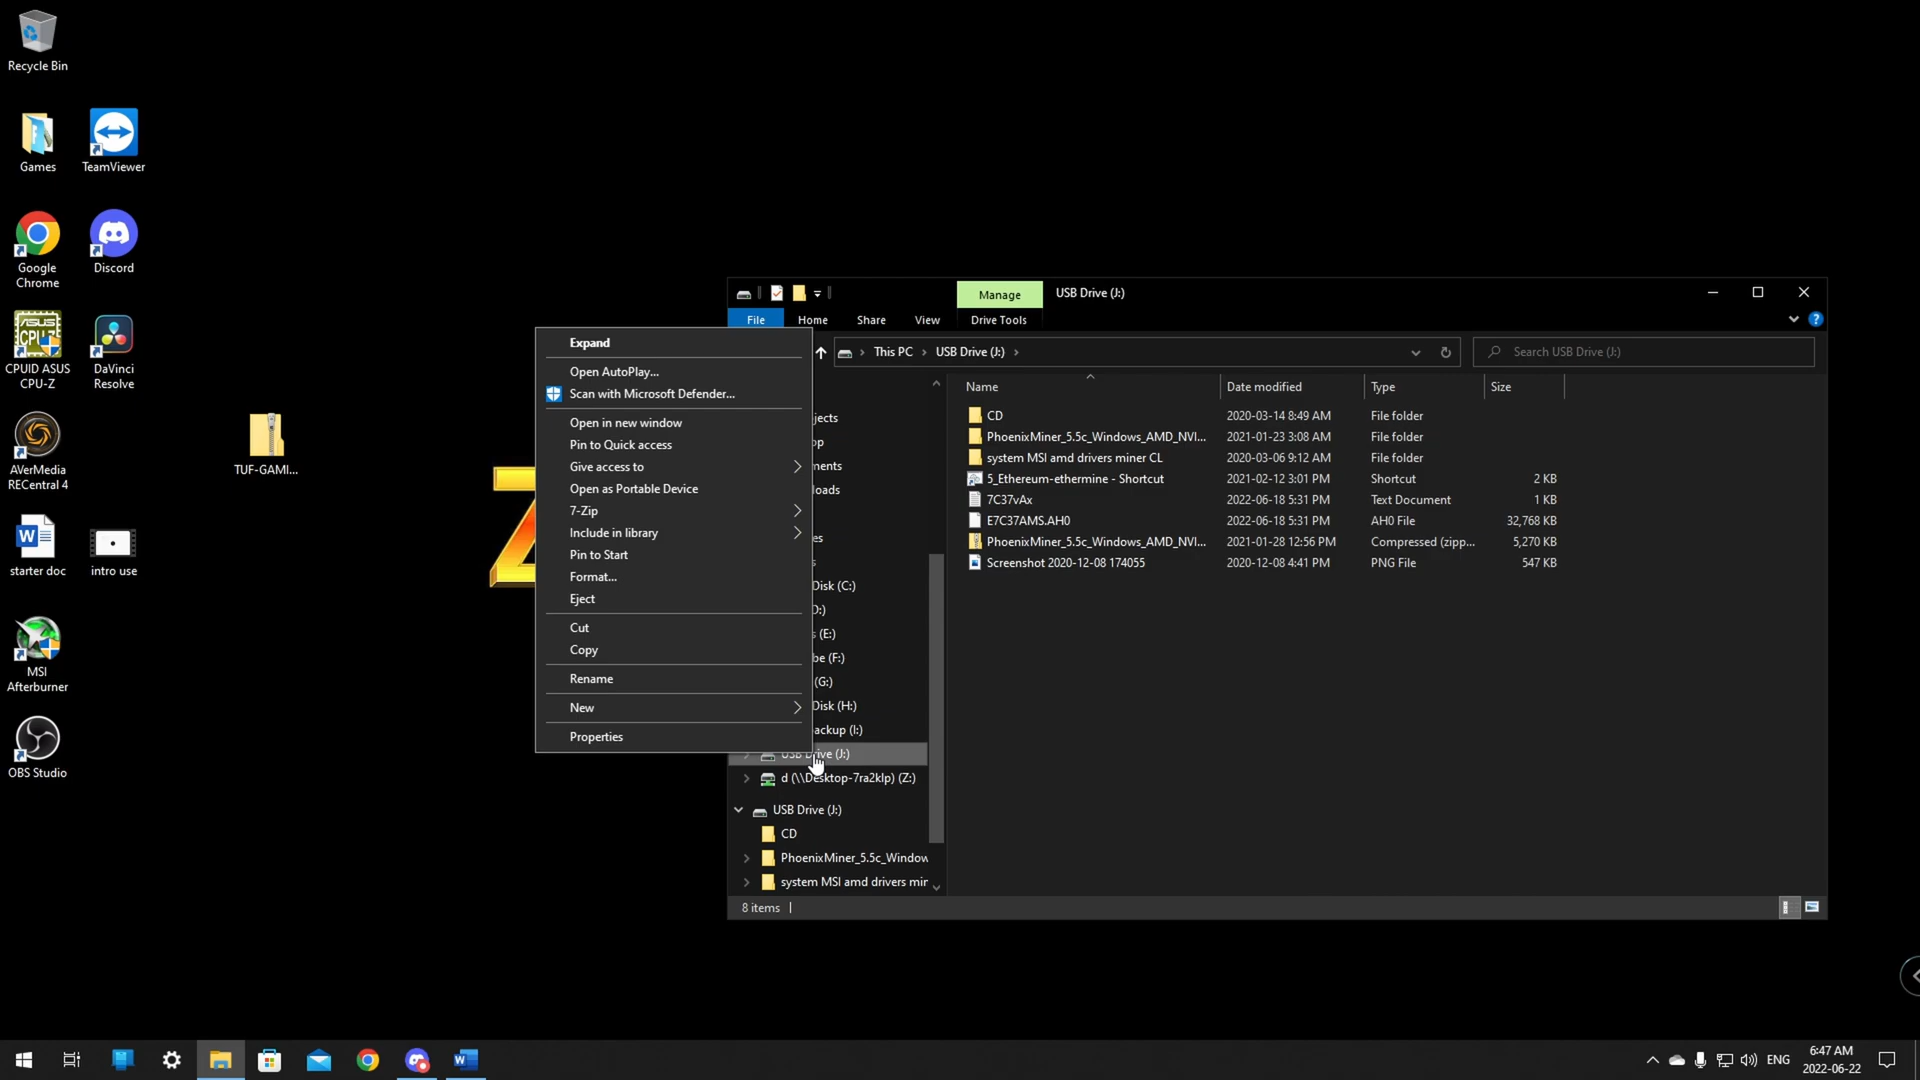 Recycle Bin
Games
TeamViewer
Google
Chrome
Discord
CPUID ASUS
CPU-Z
DaVinci
Resolve
TUF-GAMI...
AVerMedia
RECentral 4
starter doc
intro use
MSI
Afterburner
OBS Studio
Z
Expand
Open AutoPlay...
Scan with Microsoft Defender...
Open in new window
Pin to Quick access
Give access to
Open as Portable Device
7-Zip
Include in library
Pin to Start
Format...
Eject
Cut
Copy
Rename
New
Properties
Manage
USB Drive (J:)
File
Home
Share
View
Drive Tools
This PC
USB Drive (J:)
Search USB Drive (J:)
Name
Date modified
Type
Size
CD
2020-03-14 8:49 AM
File folder
PhoenixMiner_5.5c_Windows_AMD_NVI...
2021-01-23 3:08 AM
File folder
system MSI amd drivers miner CL
2020-03-06 9:12 AM
File folder
5_Ethereum-ethermine - Shortcut
2021-02-12 3:01 PM
Shortcut
2 KB
7C37vAx
2022-06-18 5:31 PM
Text Document
1 KB
E7C37AMS.AH0
2022-06-18 5:31 PM
AH0 File
32,768 KB
PhoenixMiner_5.5c_Windows_AMD_NVI...
2021-01-28 12:56 PM
Compressed (zipp...
5,270 KB
Screenshot 2020-12-08 174055
2020-12-08 4:41 PM
PNG File
547 KB
jects
op
ments
loads
es
s
Disk (C:)
D:)
s (E:)
be (F:)
(G:)
Disk (H:)
ackup (I:)
USB Drive (J:)
d (\\Desktop-7ra2klp) (Z:)
USB Drive (J:)
CD
PhoenixMiner_5.5c_Window
system MSI amd drivers mir
8 items
ENG
6:47 AM
2022-06-22